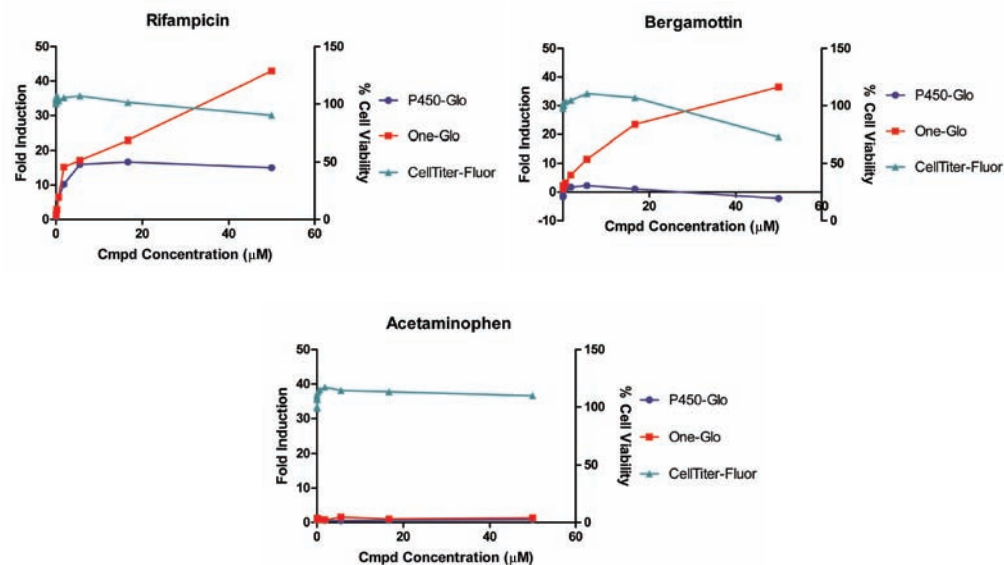 Rifampicin
50
40
30
20
10
0
Fold Induction
150
100
50
0
% Cell Viability
0
20
40
60
Cmpd Concentration (μM)
P450-Glo
One-Glo
CellTiter-Fluor
Bergamottin
50
40
30
20
10
0
-10
Fold Induction
150
100
50
0
% Cell Viability
20
40
60
Cmpd Concentration (μM)
P450-Glo
One-Glo
CellTiter-Fluor
Acetaminophen
50
40
30
20
10
0
Fold Induction
150
100
50
0
% Cell Viability
0
20
40
60
Cmpd Concentration (μM)
P450-Glo
One-Glo
CellTiter-Fluor